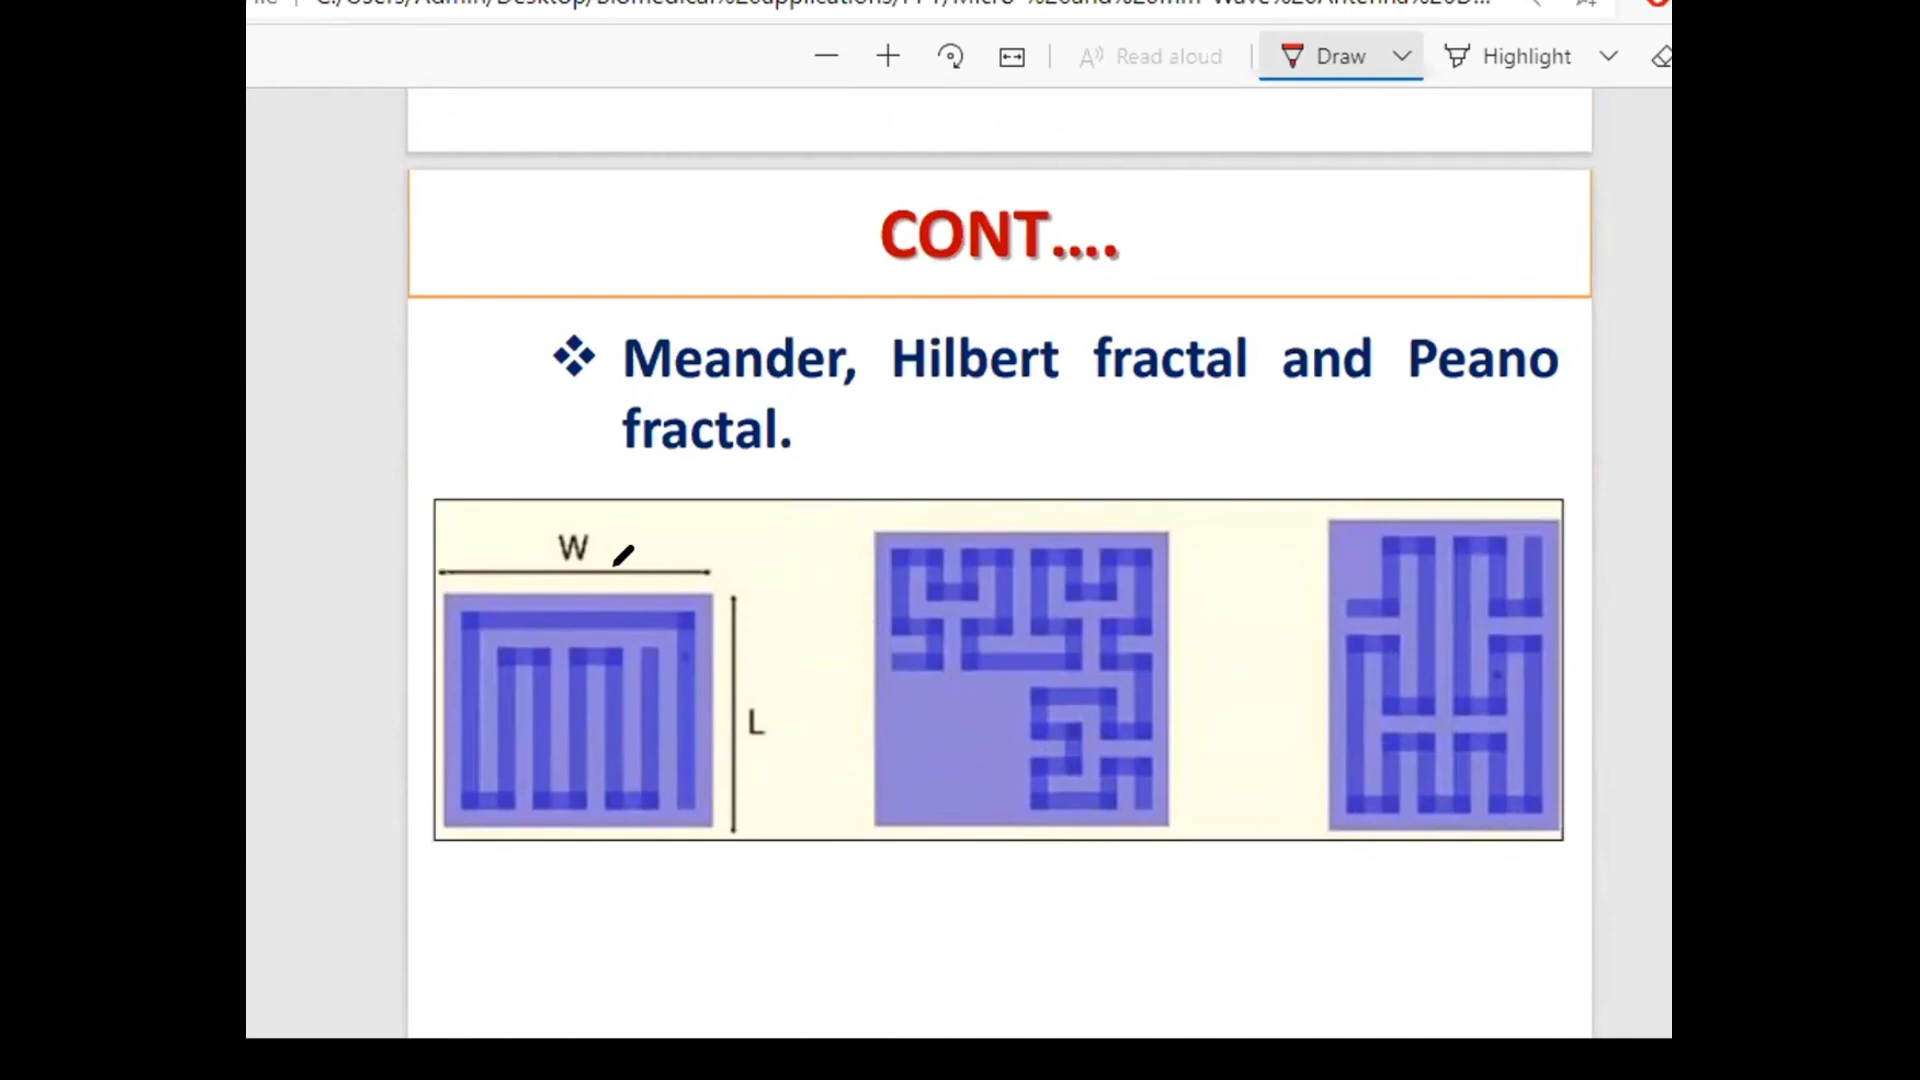 Read aloud Draw Highlight
CONT....
❖ Meander, Hilbert fractal and Peano
fractal.
W
L